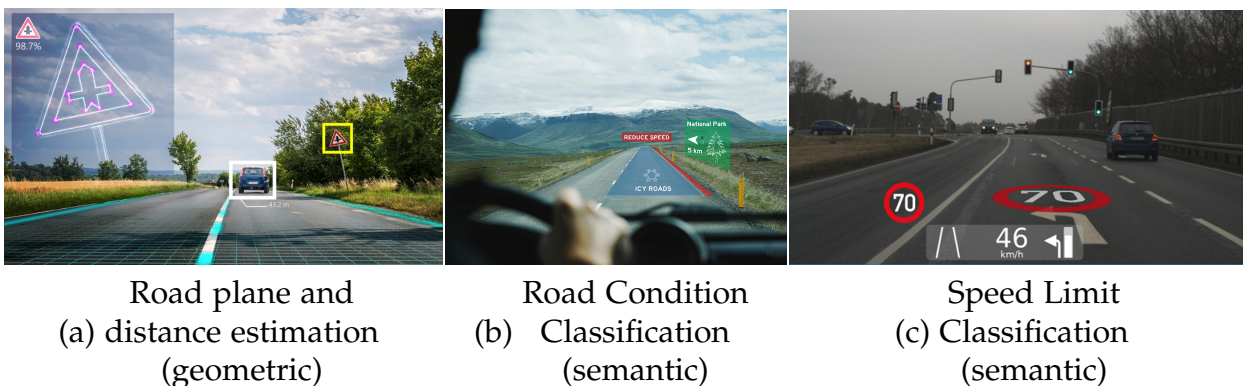 98.7%
43.2 m
REDUCE SPEED
National Park
5 km
ICY ROADS
70
70
46
km/h
Road plane and
(a) distance estimation
(geometric)
Road Condition
(b) Classification
(semantic)
Speed Limit
(c) Classification
(semantic)